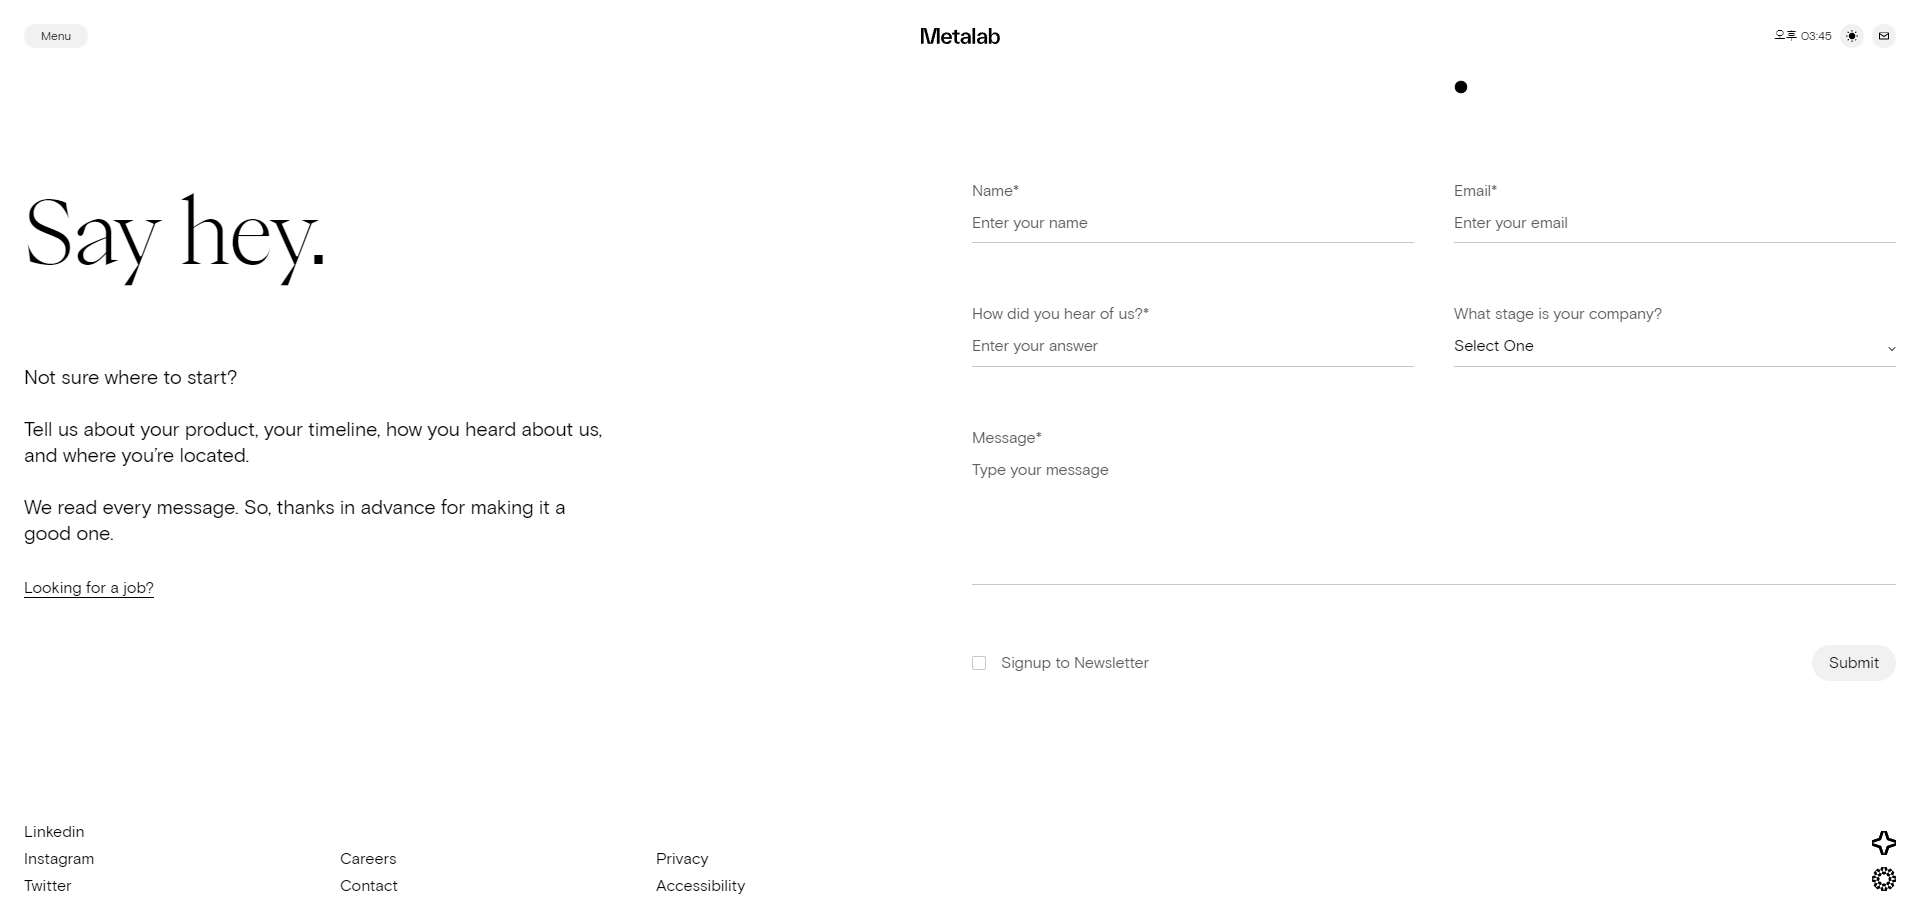 Menu
Metalab
오후 03:45
Say hey.
Not sure where to start?
Tell us about your product, your timeline, how you heard about us,
and where you’re located.
We read every message. So, thanks in advance for making it a
good one.
Looking for a job?
Name*
Enter your name
Email*
Enter your email
How did you hear of us?*
Enter your answer
What stage is your company?
Select One
Message*
Type your message
Signup to Newsletter
Submit
Linkedin
Instagram
Twitter
Careers
Contact
Privacy
Accessibility